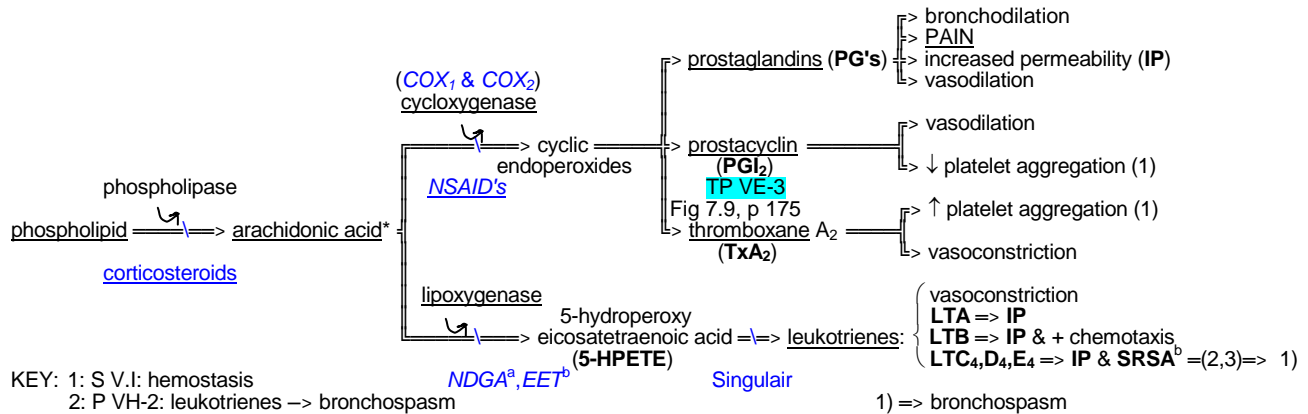 => bronchodilation
=> PAIN
=> prostaglandins (PG's) => increased permeability (IP)
(COX₁ & COX₂) => vasodilation
cycloxygenase
=> vasodilation
=> cyclic => prostacyclin
endoperoxides (PGI₂) => ↓ platelet aggregation (1)
phospholipase NSAID's TP VE-3
Fig 7.9, p 175 => ↑ platelet aggregation (1)
phospholipid => arachidonic acid* => thromboxane A₂
(TxA₂) => vasoconstriction
corticosteroids
lipoxygenase vasoconstriction
5-hydroperoxy LTA => IP
=> eicosatetraenoic acid => leukotrienes: LTB => IP & + chemotaxis
(5-HPETE) LTC₄,D₄,E₄ => IP & SRSAᵇ =(2,3)=> 1)
KEY: 1: S V.I: hemostasis NDGAᵃ,EETᵇ Singulair
2: P VH-2: leukotrienes –> bronchospasm 1) => bronchospasm